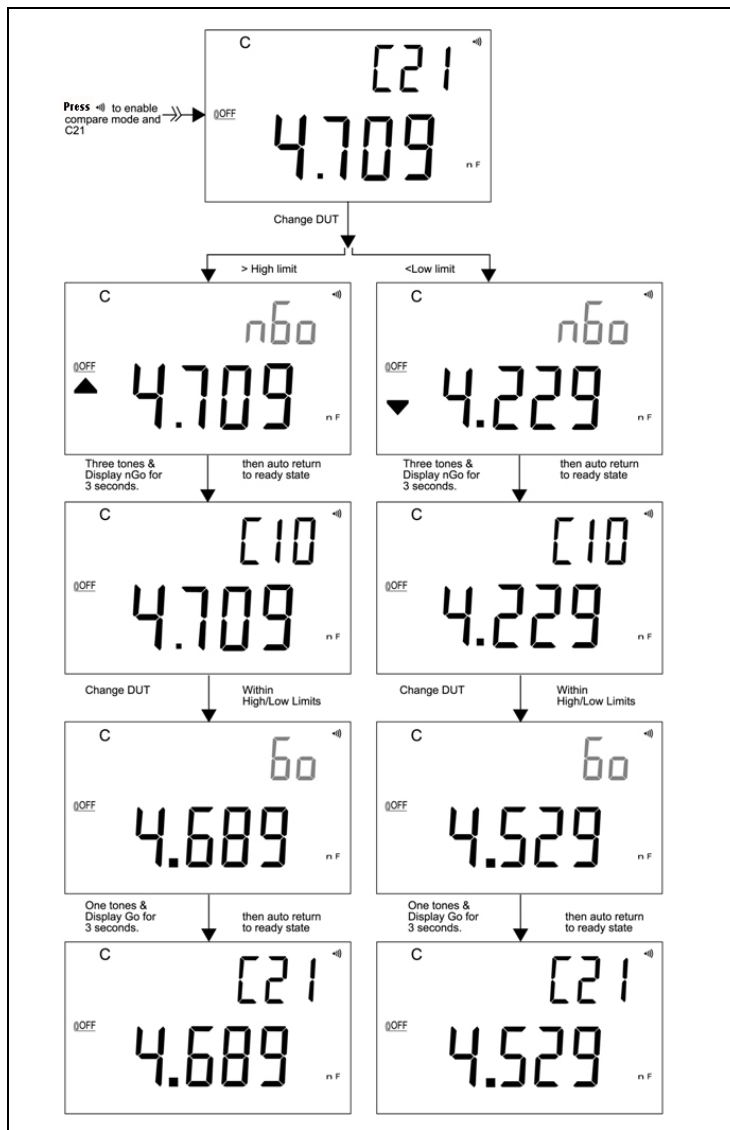 C
C21
Press to enable
compare mode and
C21
OFF
4.709
nF
Change DUT
> High limit
<Low limit
C
nGo
OFF
4.709
nF
C
nGo
OFF
4.229
nF
Three tones &
Display nGo for
3 seconds.
then auto return
to ready state
Three tones &
Display nGo for
3 seconds.
then auto return
to ready state
C
C10
OFF
4.709
nF
C
C10
OFF
4.229
nF
Change DUT
Within
High/Low Limits
Change DUT
Within
High/Low Limits
C
Go
OFF
4.689
nF
C
Go
OFF
4.529
nF
One tones &
Display Go for
3 seconds.
then auto return
to ready state
One tones &
Display Go for
3 seconds.
then auto return
to ready state
C
C21
OFF
4.689
nF
C
C21
OFF
4.529
nF